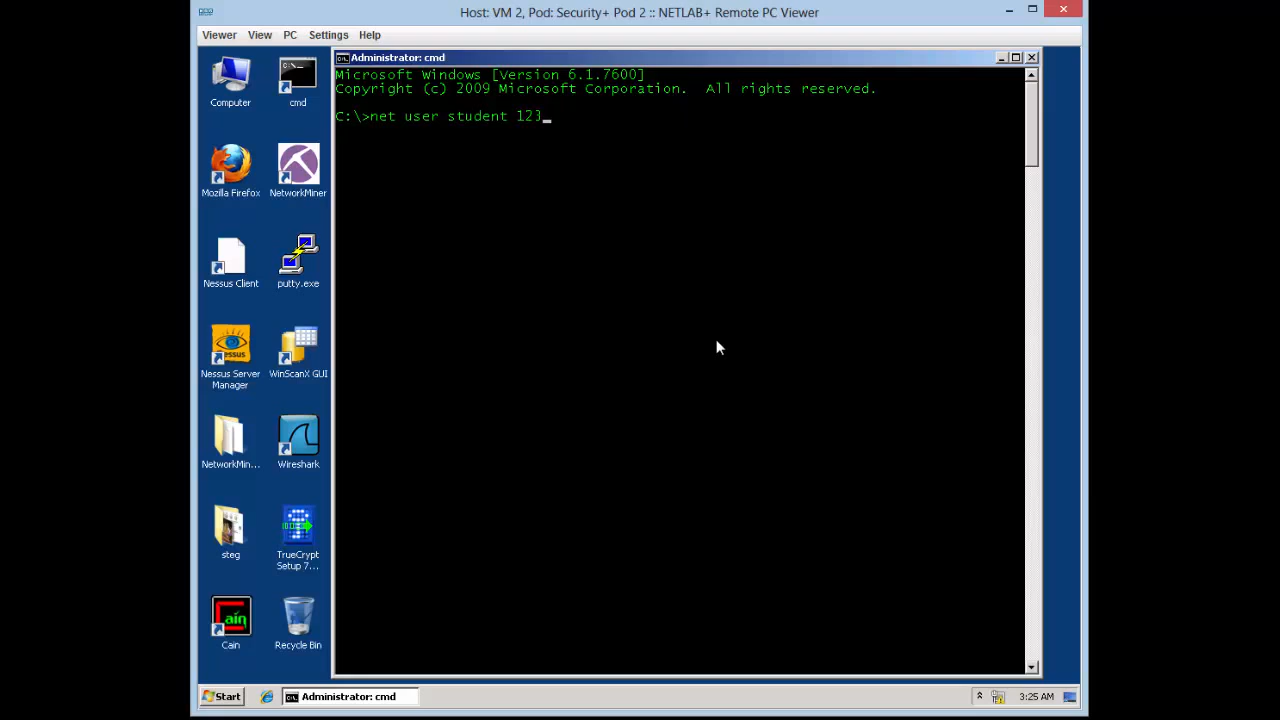 Host: VM 2, Pod: Security+ Pod 2 :: NETLAB+ Remote PC Viewer
Viewer View PC Settings Help
Administrator: cmd
Microsoft Windows [Version 6.1.7600]
Copyright (c) 2009 Microsoft Corporation. All rights reserved.
C:\>net user student 123_
Computer
cmd
Mozilla Firefox
NetworkMiner
Nessus Client
putty.exe
Nessus Server
Manager
WinScanX GUI
NetworkMin...
Wireshark
steg
TrueCrypt
Setup 7...
Cain
Recycle Bin
Start
Administrator: cmd
3:25 AM